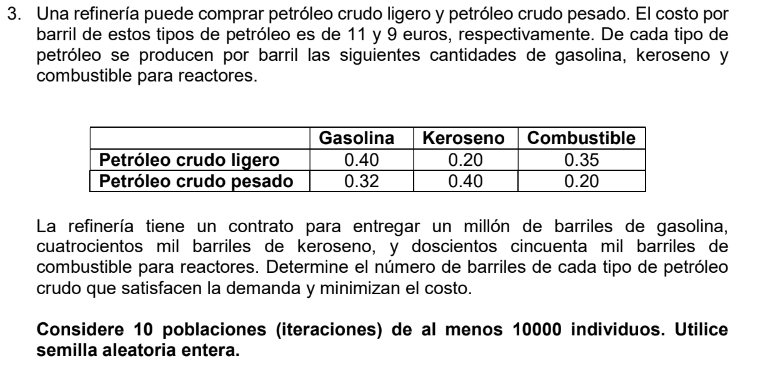 3. Una refinería puede comprar petróleo crudo ligero y petróleo crudo pesado. El costo por
barril de estos tipos de petróleo es de 11 y 9 euros, respectivamente. De cada tipo de
petróleo se producen por barril las siguientes cantidades de gasolina, keroseno y
combustible para reactores.
Gasolina Keroseno Combustible
Petróleo crudo ligero 0.40 0.20 0.35
Petróleo crudo pesado 0.32 0.40 0.20
La refinería tiene un contrato para entregar un millón de barriles de gasolina,
cuatrocientos mil barriles de keroseno, y doscientos cincuenta mil barriles de
combustible para reactores. Determine el número de barriles de cada tipo de petróleo
crudo que satisfacen la demanda y minimizan el costo.
Considere 10 poblaciones (iteraciones) de al menos 10000 individuos. Utilice
semilla aleatoria entera.